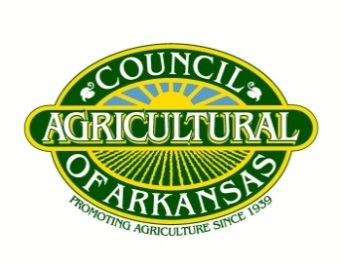 COUNCIL
AGRICULTURAL
OF ARKANSAS
PROMOTING AGRICULTURE SINCE 1939